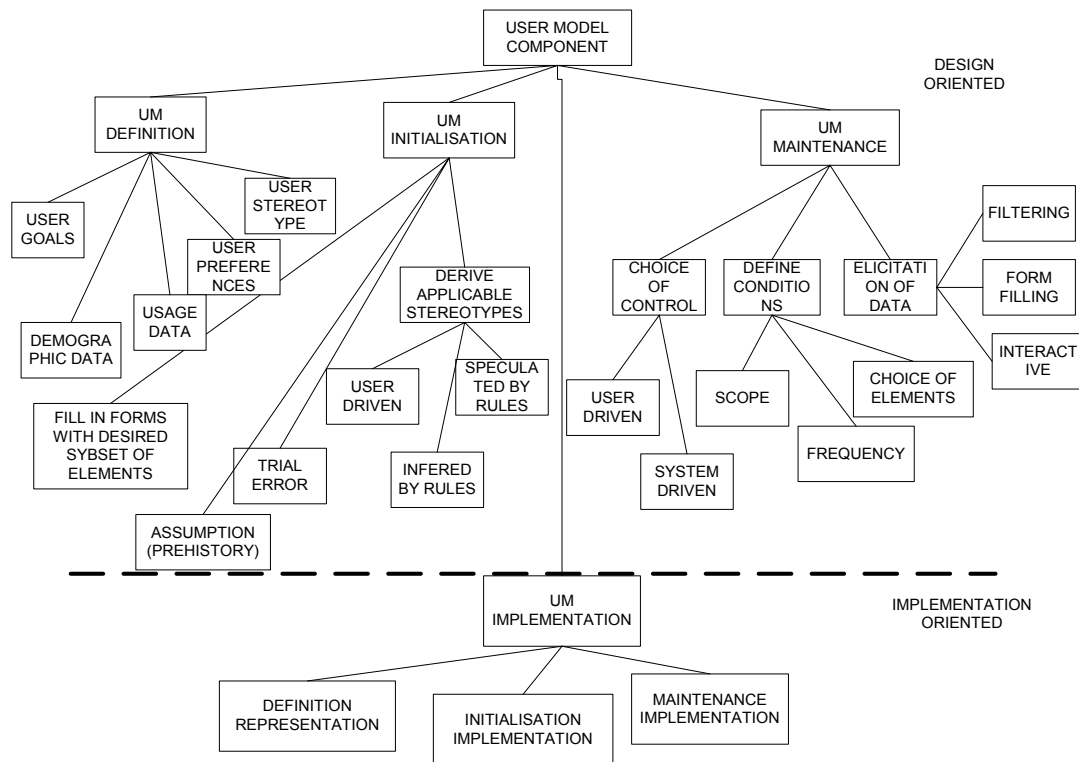 USER MODEL
COMPONENT
DESIGN
ORIENTED
UM
DEFINITION
UM
INITIALISATION
UM
MAINTENANCE
USER
GOALS
DEMOGRA
PHIC DATA
USAGE
DATA
USER
PREFERE
NCES
USER
STEREOT
YPE
FILL IN FORMS
WITH DESIRED
SYBSET OF
ELEMENTS
ASSUMPTION
(PREHISTORY)
TRIAL
ERROR
DERIVE
APPLICABLE
STEREOTYPES
USER
DRIVEN
INFERED
BY RULES
SPECULA
TED BY
RULES
CHOICE
OF
CONTROL
USER
DRIVEN
SYSTEM
DRIVEN
DEFINE
CONDITIO
NS
SCOPE
FREQUENCY
CHOICE OF
ELEMENTS
ELICITATI
ON OF
DATA
FILTERING
FORM
FILLING
INTERACT
IVE
UM
IMPLEMENTATION
IMPLEMENTATION
ORIENTED
DEFINITION
REPRESENTATION
INITIALISATION
IMPLEMENTATION
MAINTENANCE
IMPLEMENTATION